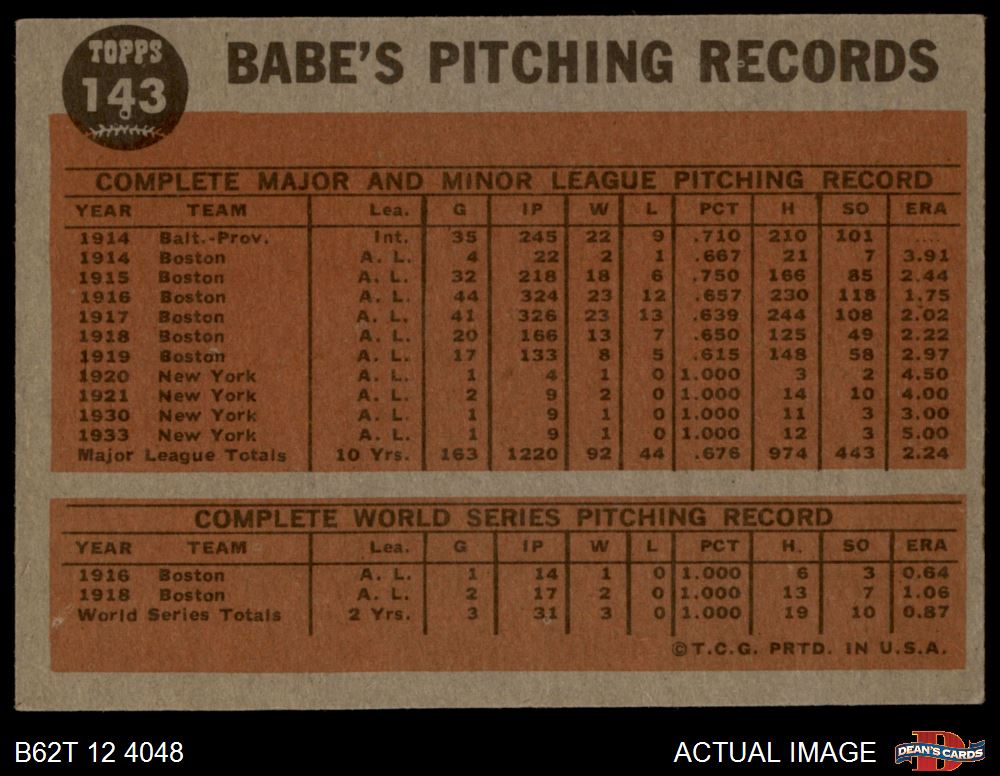 TOPPS
143
BABE'S PITCHING RECORDS
COMPLETE MAJOR AND MINOR LEAGUE PITCHING RECORD
YEAR TEAM Lea. G IP W L PCT H SO ERA
1914 Balt.-Prov. Int. 35 245 22 9 .710 210 101 ....
1914 Boston A. L. 4 22 2 1 .667 21 7 3.91
1915 Boston A. L. 32 218 18 6 .750 166 85 2.44
1916 Boston A. L. 44 324 23 12 .657 230 118 1.75
1917 Boston A. L. 41 326 23 13 .639 244 108 2.02
1918 Boston A. L. 20 166 13 7 .650 125 49 2.22
1919 Boston A. L. 17 133 8 5 .615 148 58 2.97
1920 New York A. L. 1 4 1 0 1.000 3 2 4.50
1921 New York A. L. 2 9 2 0 1.000 14 10 4.00
1930 New York A. L. 1 9 1 0 1.000 11 3 3.00
1933 New York A. L. 1 9 1 0 1.000 12 3 5.00
Major League Totals 10 Yrs. 163 1220 92 44 .676 974 443 2.24
COMPLETE WORLD SERIES PITCHING RECORD
YEAR TEAM Lea. G IP W L PCT H. SO ERA
1916 Boston A. L. 1 14 1 0 1.000 6 3 0.64
1918 Boston A. L. 2 17 2 0 1.000 13 7 1.06
World Series Totals 2 Yrs. 3 31 3 0 1.000 19 10 0.87
©T.C.G. PRTD. IN U.S.A.
B62T 12 4048 ACTUAL IMAGE DEAN'S CARDS